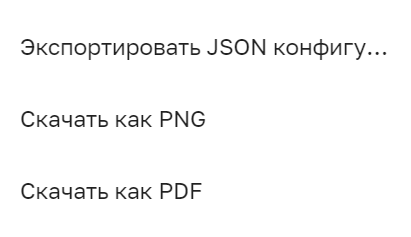 Экспортировать JSON конфигу...
Скачать как PNG
Скачать как PDF